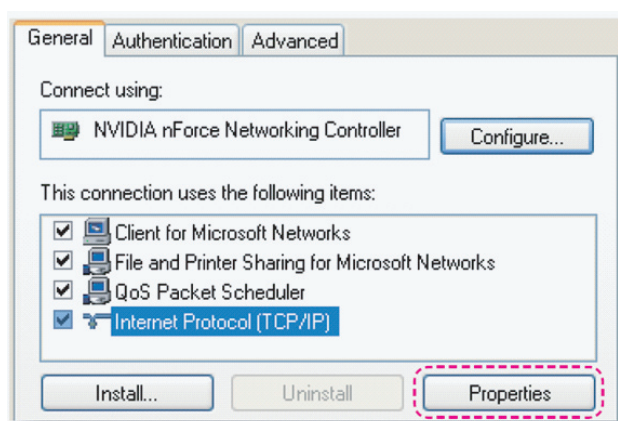 General Authentication Advanced
Connect using:
NVIDIA nForce Networking Controller Configure...
This connection uses the following items:
Client for Microsoft Networks
File and Printer Sharing for Microsoft Networks
QoS Packet Scheduler
Internet Protocol (TCP/IP)
Install... Uninstall Properties